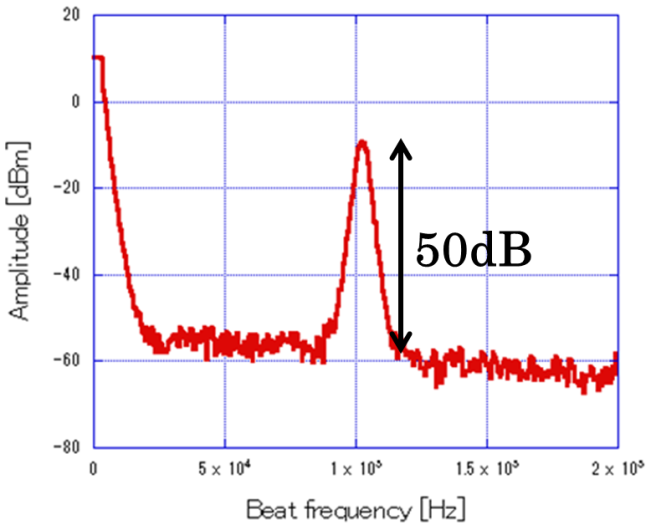 20
0
−20
−40
−60
−80
Amplitude [dBm]
50dB
0
5 × 10⁴
1 × 10⁵
1.5 × 10⁵
2 × 10⁵
Beat frequency [Hz]